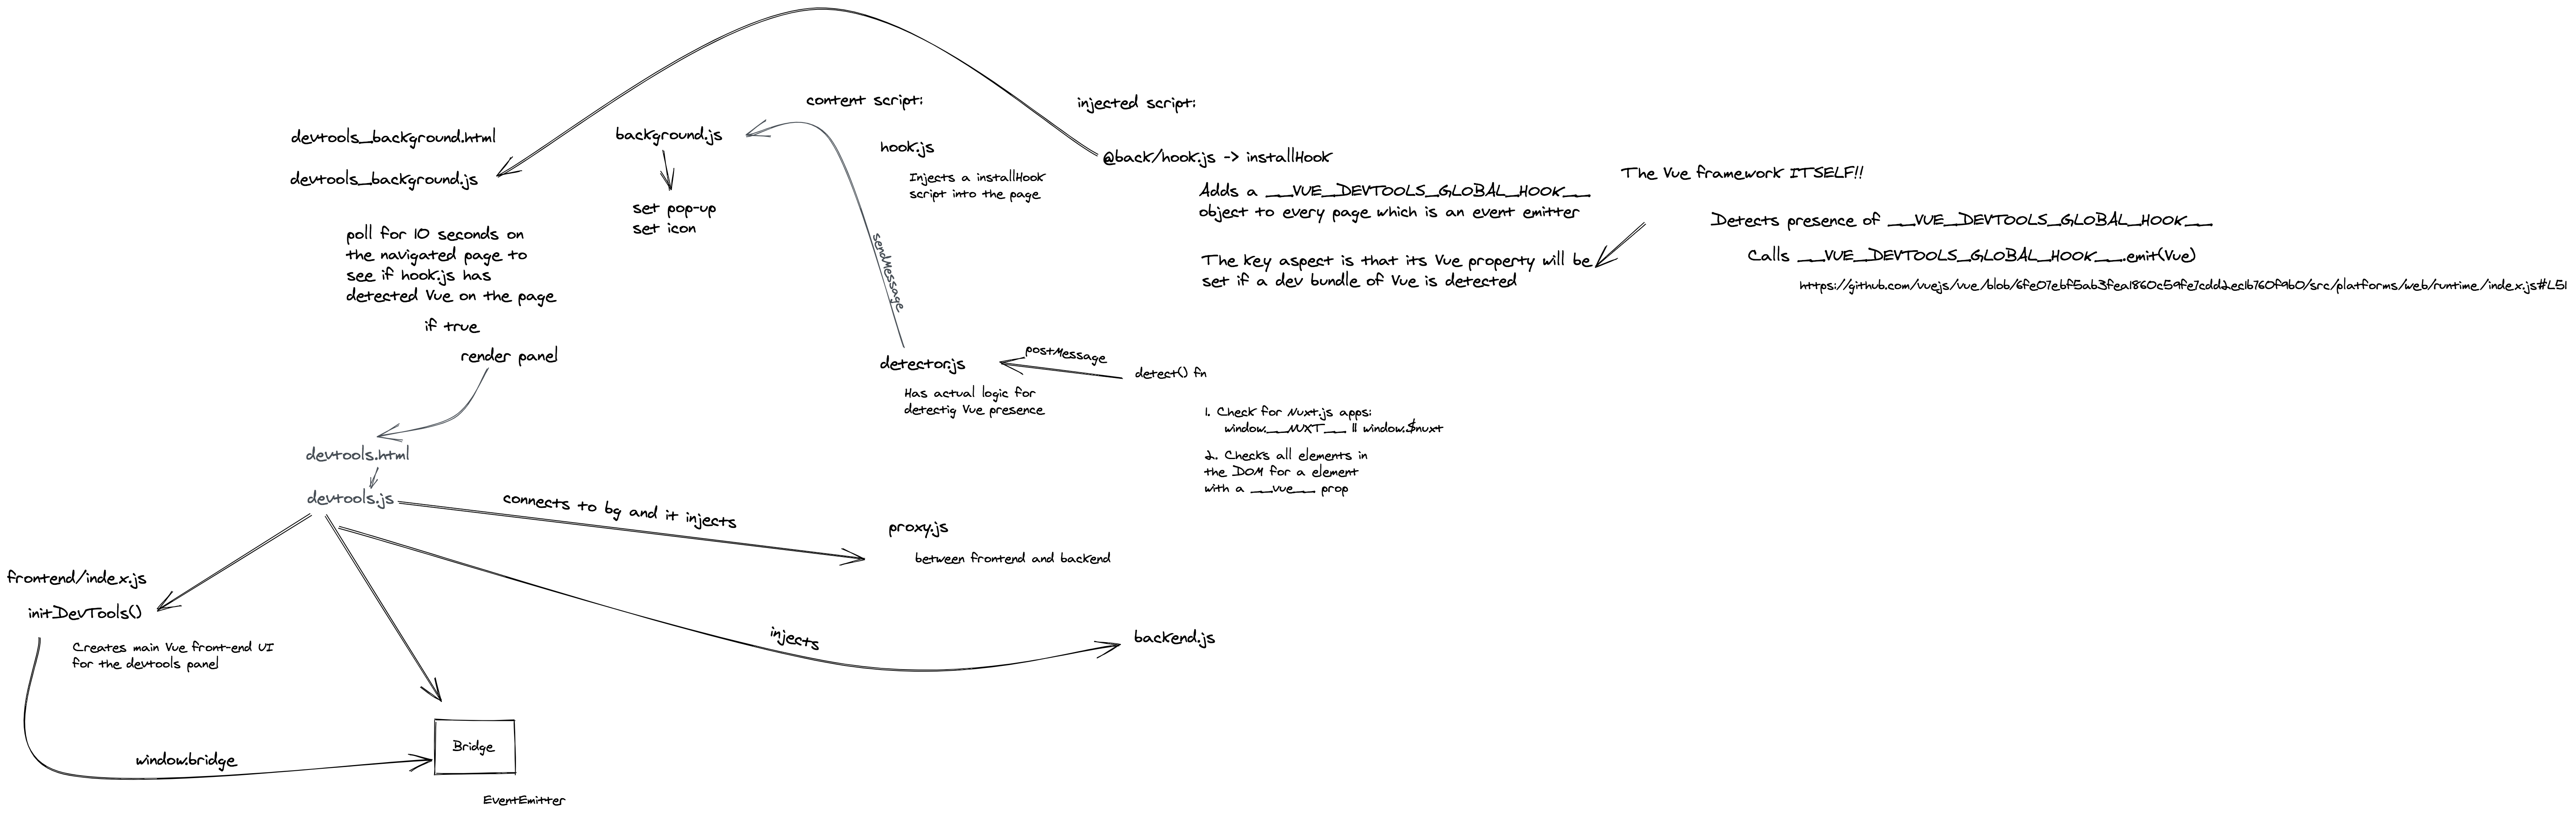 content script:
injected script:
devtools_background.html
devtools_background.js
poll for 10 seconds on
the navigated page to
see if hook.js has
detected Vue on the page
if true
render panel
background.js
set pop-up
set icon
hook.js
Injects a installHook
script into the page
sendMessage
@back/hook.js -> installHook
Adds a __VUE_DEVTOOLS_GLOBAL_HOOK__
object to every page which is an event emitter
The key aspect is that its Vue property will be
set if a dev bundle of Vue is detected
The Vue framework ITSELF!!
Detects presence of __VUE_DEVTOOLS_GLOBAL_HOOK__
Calls __VUE_DEVTOOLS_GLOBAL_HOOK__.emit(Vue)
https://github.com/vuejs/vue/blob/6fe07ebf5ab3fea1860c59fe7cdd2ec1b760f9b0/src/platforms/web/runtime/index.js#L51
detector.js
Has actual logic for
detectig Vue presence
postMessage
detect() fn
1. Check for Nuxt.js apps:
window.__NUXT__ || window.$nuxt
2. Checks all elements in
the DOM for a element
with a __vue__ prop
devtools.html
devtools.js
connects to bg and it injects
proxy.js
between frontend and backend
frontend/index.js
initDevTools()
Creates main Vue front-end UI
for the devtools panel
injects
backend.js
window.bridge
Bridge
EventEmitter